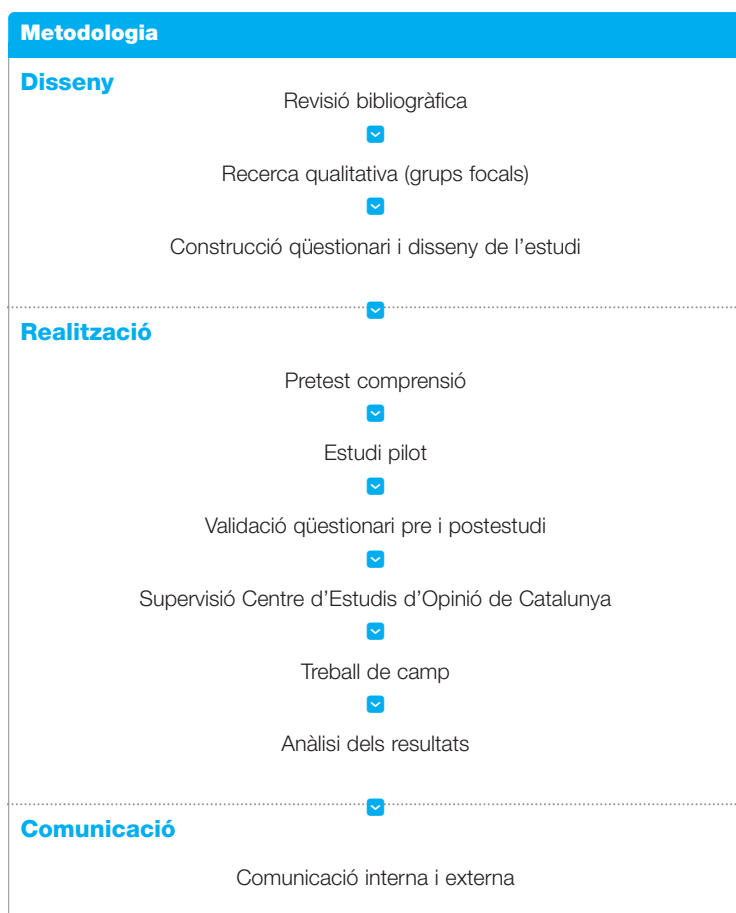 Metodologia
Disseny
Revisió bibliogràfica
Recerca qualitativa (grups focals)
Construcció qüestionari i disseny de l’estudi
Realització
Pretest comprensió
Estudi pilot
Validació qüestionari pre i postestudi
Supervisió Centre d’Estudis d’Opinió de Catalunya
Treball de camp
Anàlisi dels resultats
Comunicació
Comunicació interna i externa